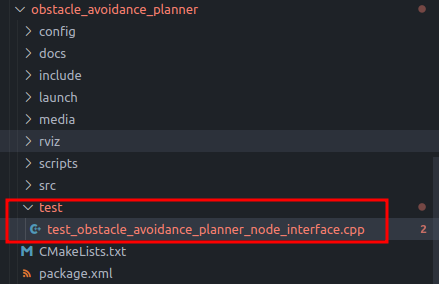 obstacle_avoidance_planner
config
docs
include
launch
media
rviz
scripts
src
test
test_obstacle_avoidance_planner_node_interface.cpp 2
CMakeLists.txt
package.xml